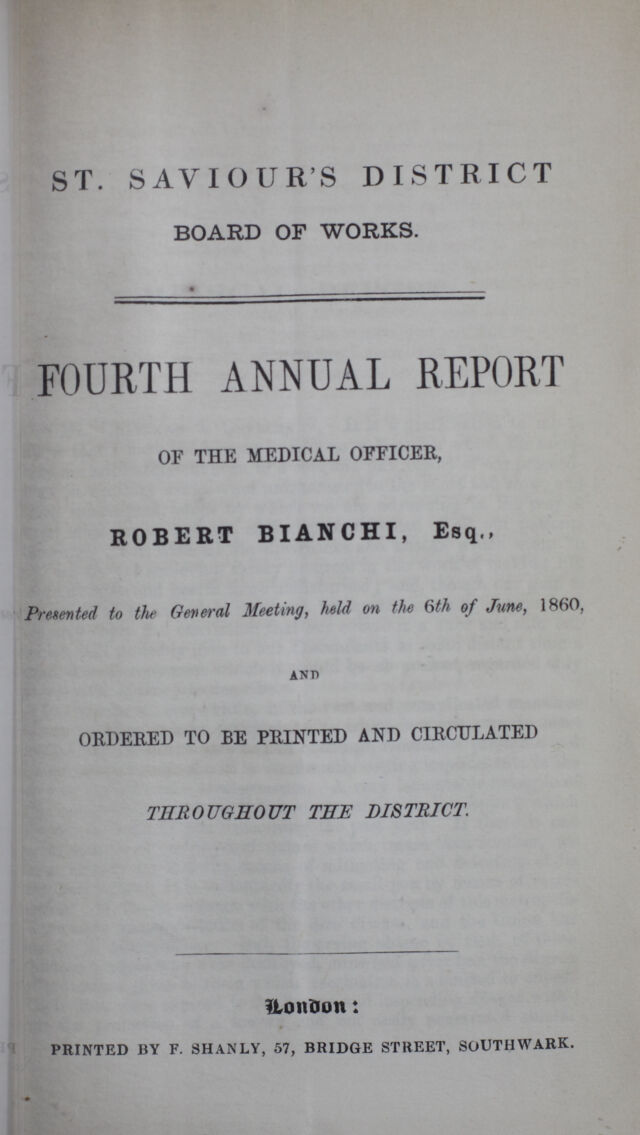 ST. SAVIOUR'S DISTRICT
BOARD OF WORKS.
FOURTH ANNUAL REPORT
OF THE MEDICAL OFFICER,
ROBERT BIANCHI, Esq.,
Presented to the General Meeting, held on the 6th of June, 1860,
AND
ORDERED TO BE PRINTED AND CIRCULATED
THROUGHOUT THE DISTRICT.
London:
PRINTED BY F. SHANLY, 57, BRIDGE STREET, SOUTHWARK.